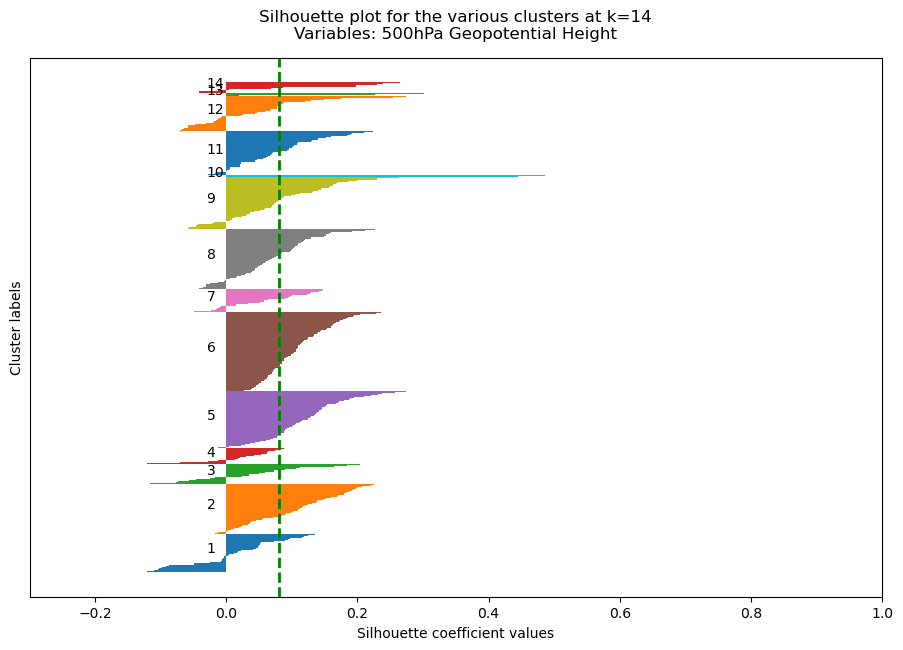 Silhouette plot for the various clusters at k=14
Variables: 500hPa Geopotential Height
14
13
12
11
10
9
8
7
6
5
4
3
2
1
Cluster labels
−0.2 0.0 0.2 0.4 0.6 0.8 1.0
Silhouette coefficient values